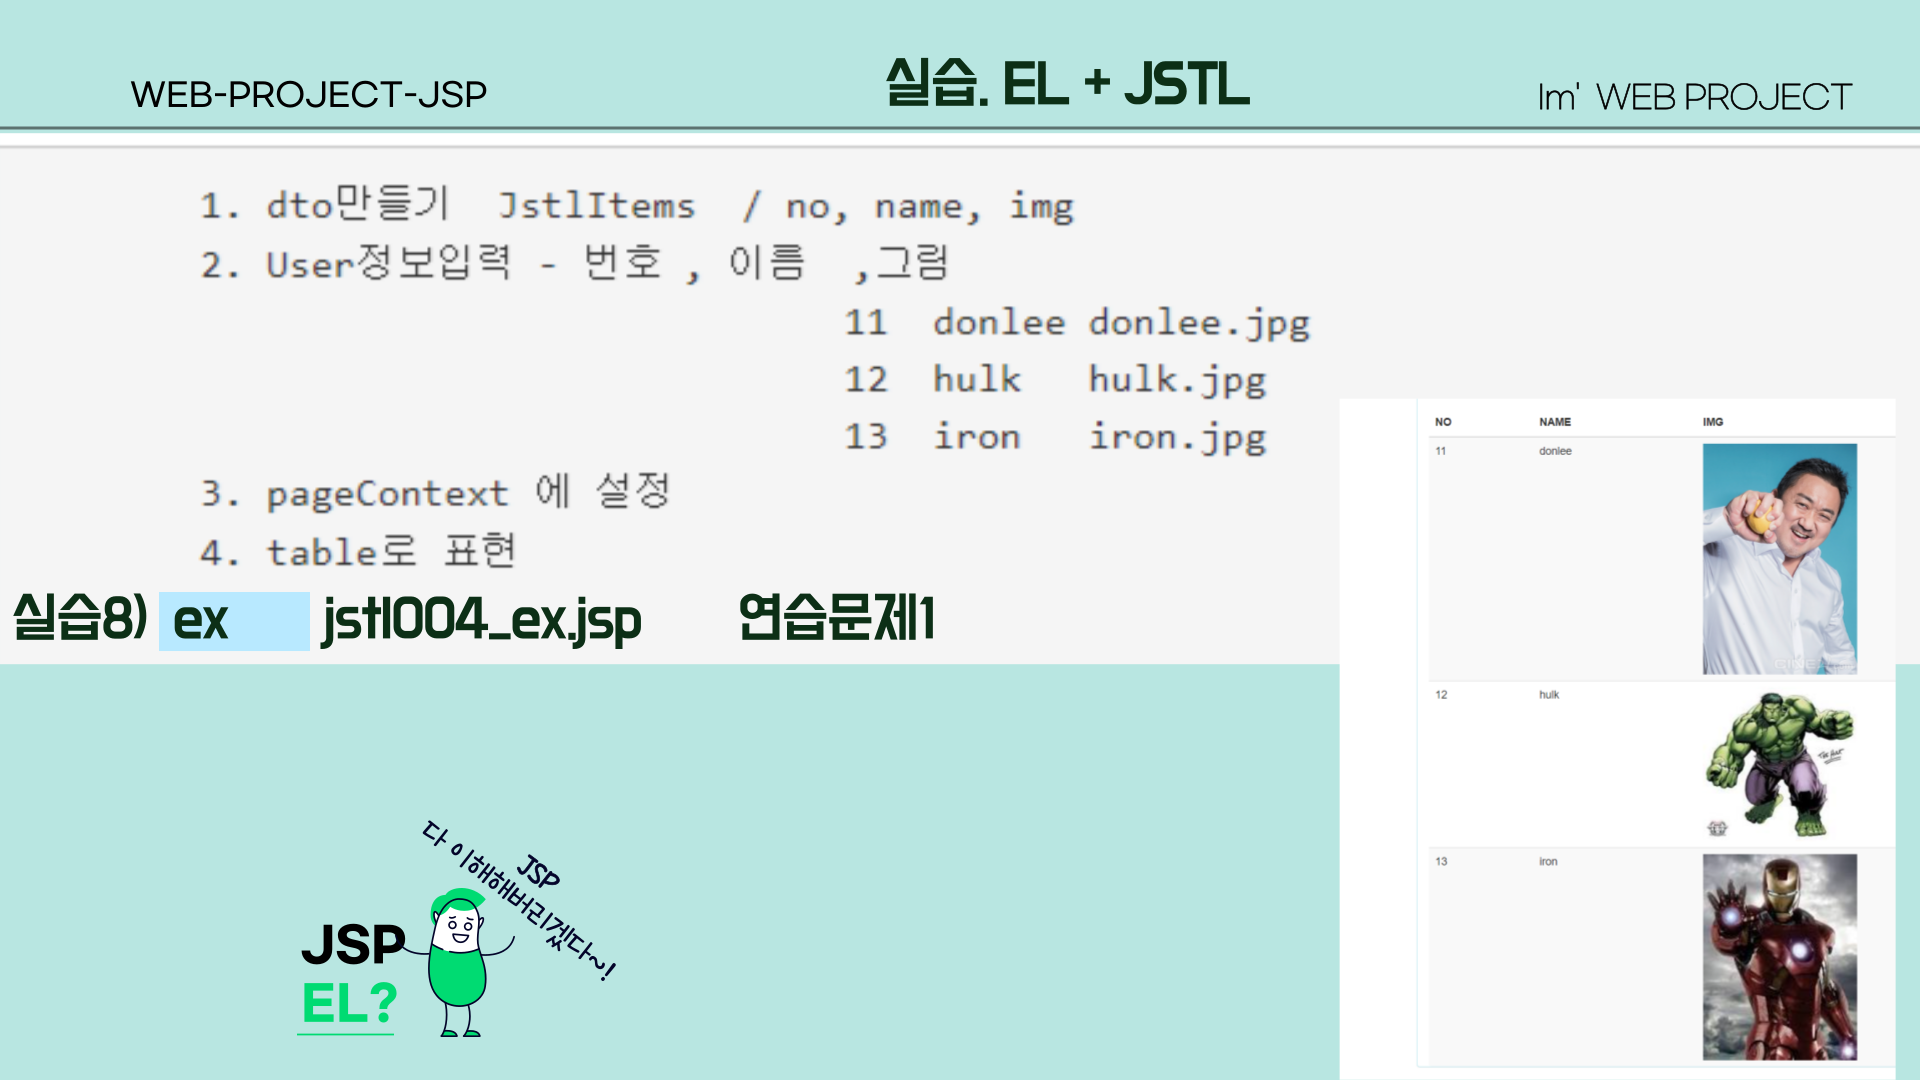 WEB-PROJECT-JSP
실습. EL + JSTL
Im' WEB PROJECT
1. dto만들기 JstlItems / no, name, img
2. User정보입력 - 번호 , 이름 ,그림
11 donlee donlee.jpg
12 hulk hulk.jpg
13 iron iron.jpg
3. pageContext 에 설정
4. table로 표현
실습8) ex jstl004_ex.jsp 연습문제1
NO NAME IMG
11 donlee
12 hulk
13 iron
JSP
다 이해해버리겠다~!
JSP
EL?